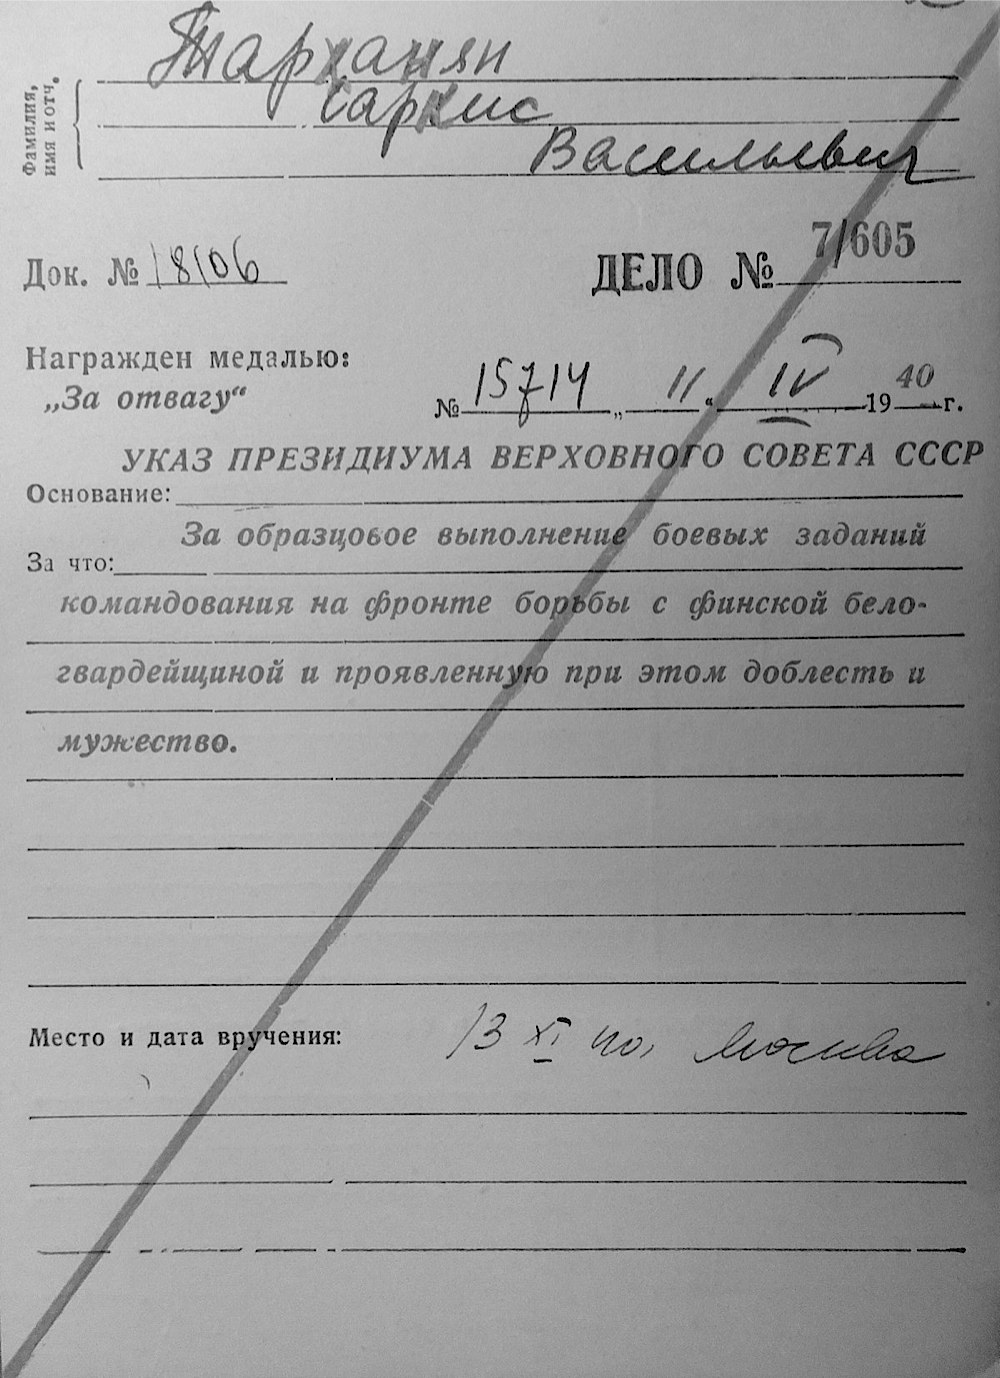 Тарханян
Фамилия, имя и отч.
Саркис
Васильевич
Док. № 18106 ДЕЛО № 7/605
Награжден медалью:
„За отвагу“ № 15714 „ 11 “ IV 1940 г.
УКАЗ ПРЕЗИДИУМА ВЕРХОВНОГО СОВЕТА СССР
Основание:
За образцовое выполнение боевых заданий
За что:
командования на фронте борьбы с финской бело-
гвардейщиной и проявленную при этом доблесть и
мужество.
Место и дата вручения: 13 XI 40, Москва